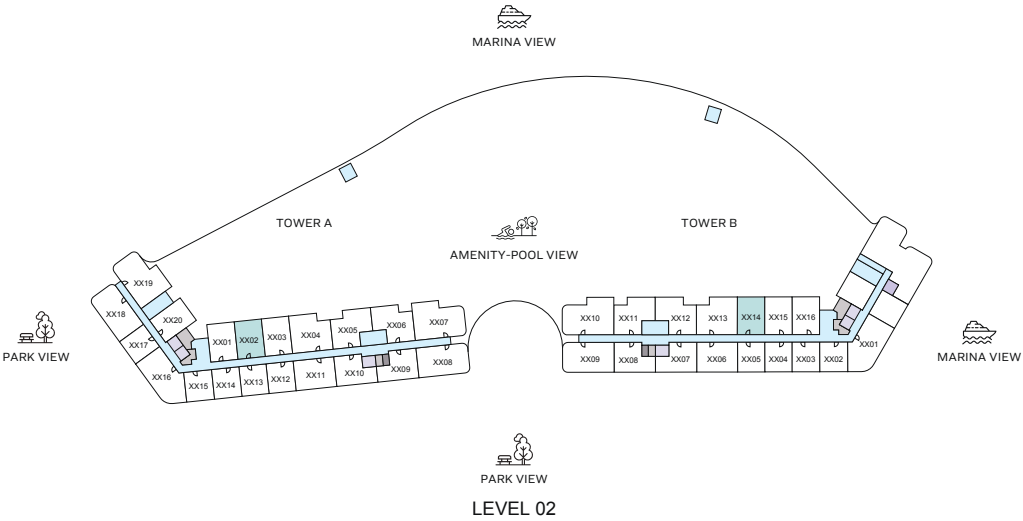 MARINA VIEW
TOWER A
TOWER B
AMENITY-POOL VIEW
XX19
XX18
XX20
XX17
XX16
XX01
XX02
XX03
XX04
XX05
XX06
XX07
XX15
XX14
XX13
XX12
XX11
XX10
XX09
XX08
XX10
XX11
XX12
XX13
XX14
XX15
XX16
XX01
XX09
XX08
XX07
XX06
XX05
XX04
XX03
XX02
PARK VIEW
MARINA VIEW
PARK VIEW
LEVEL 02